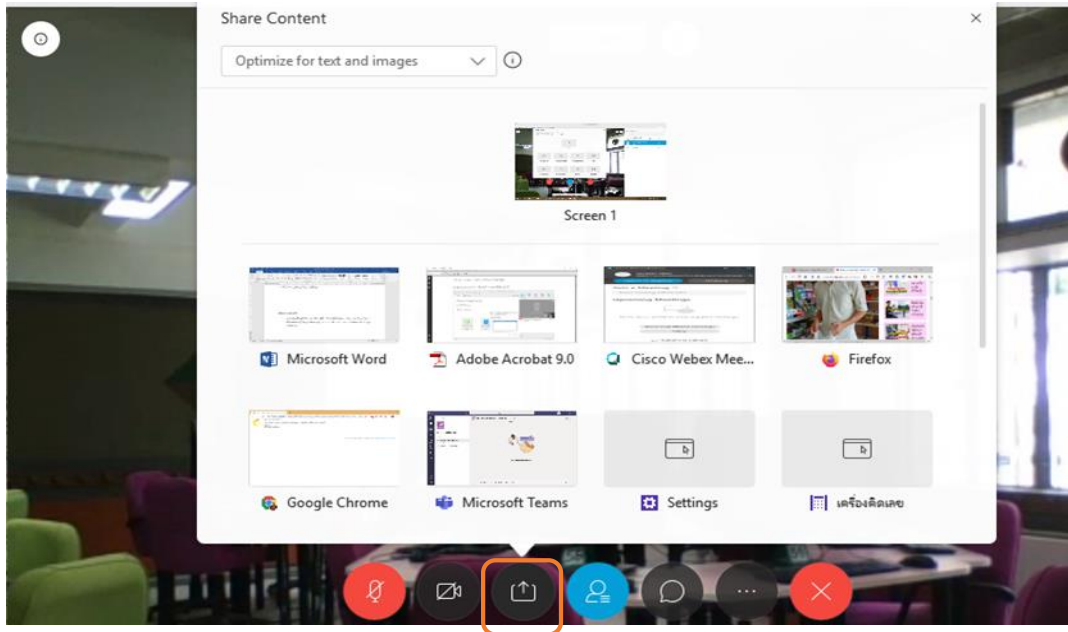 Share Content
Optimize for text and images
Screen 1
Microsoft Word
Adobe Acrobat 9.0
Cisco Webex Mee...
Firefox
Google Chrome
Microsoft Teams
Settings
เครื่องคิดเลข